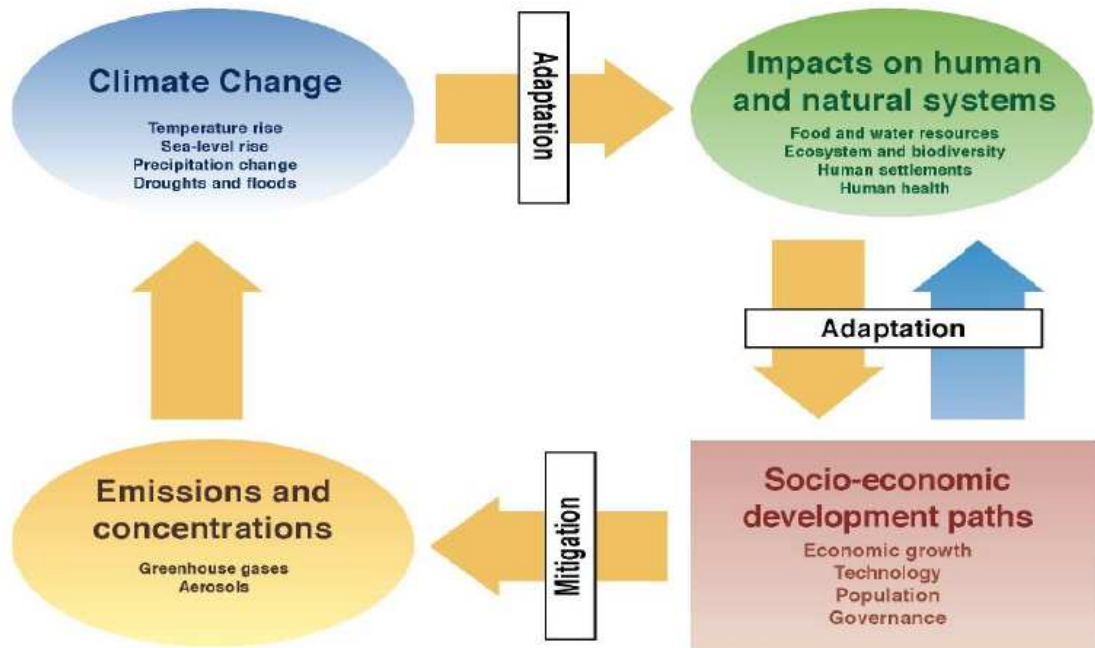 Climate Change
Temperature rise
Sea-level rise
Precipitation change
Droughts and floods
Adaptation
Impacts on human
and natural systems
Food and water resources
Ecosystem and biodiversity
Human settlements
Human health
Adaptation
Emissions and
concentrations
Greenhouse gases
Aerosols
Mitigation
Socio-economic
development paths
Economic growth
Technology
Population
Governance